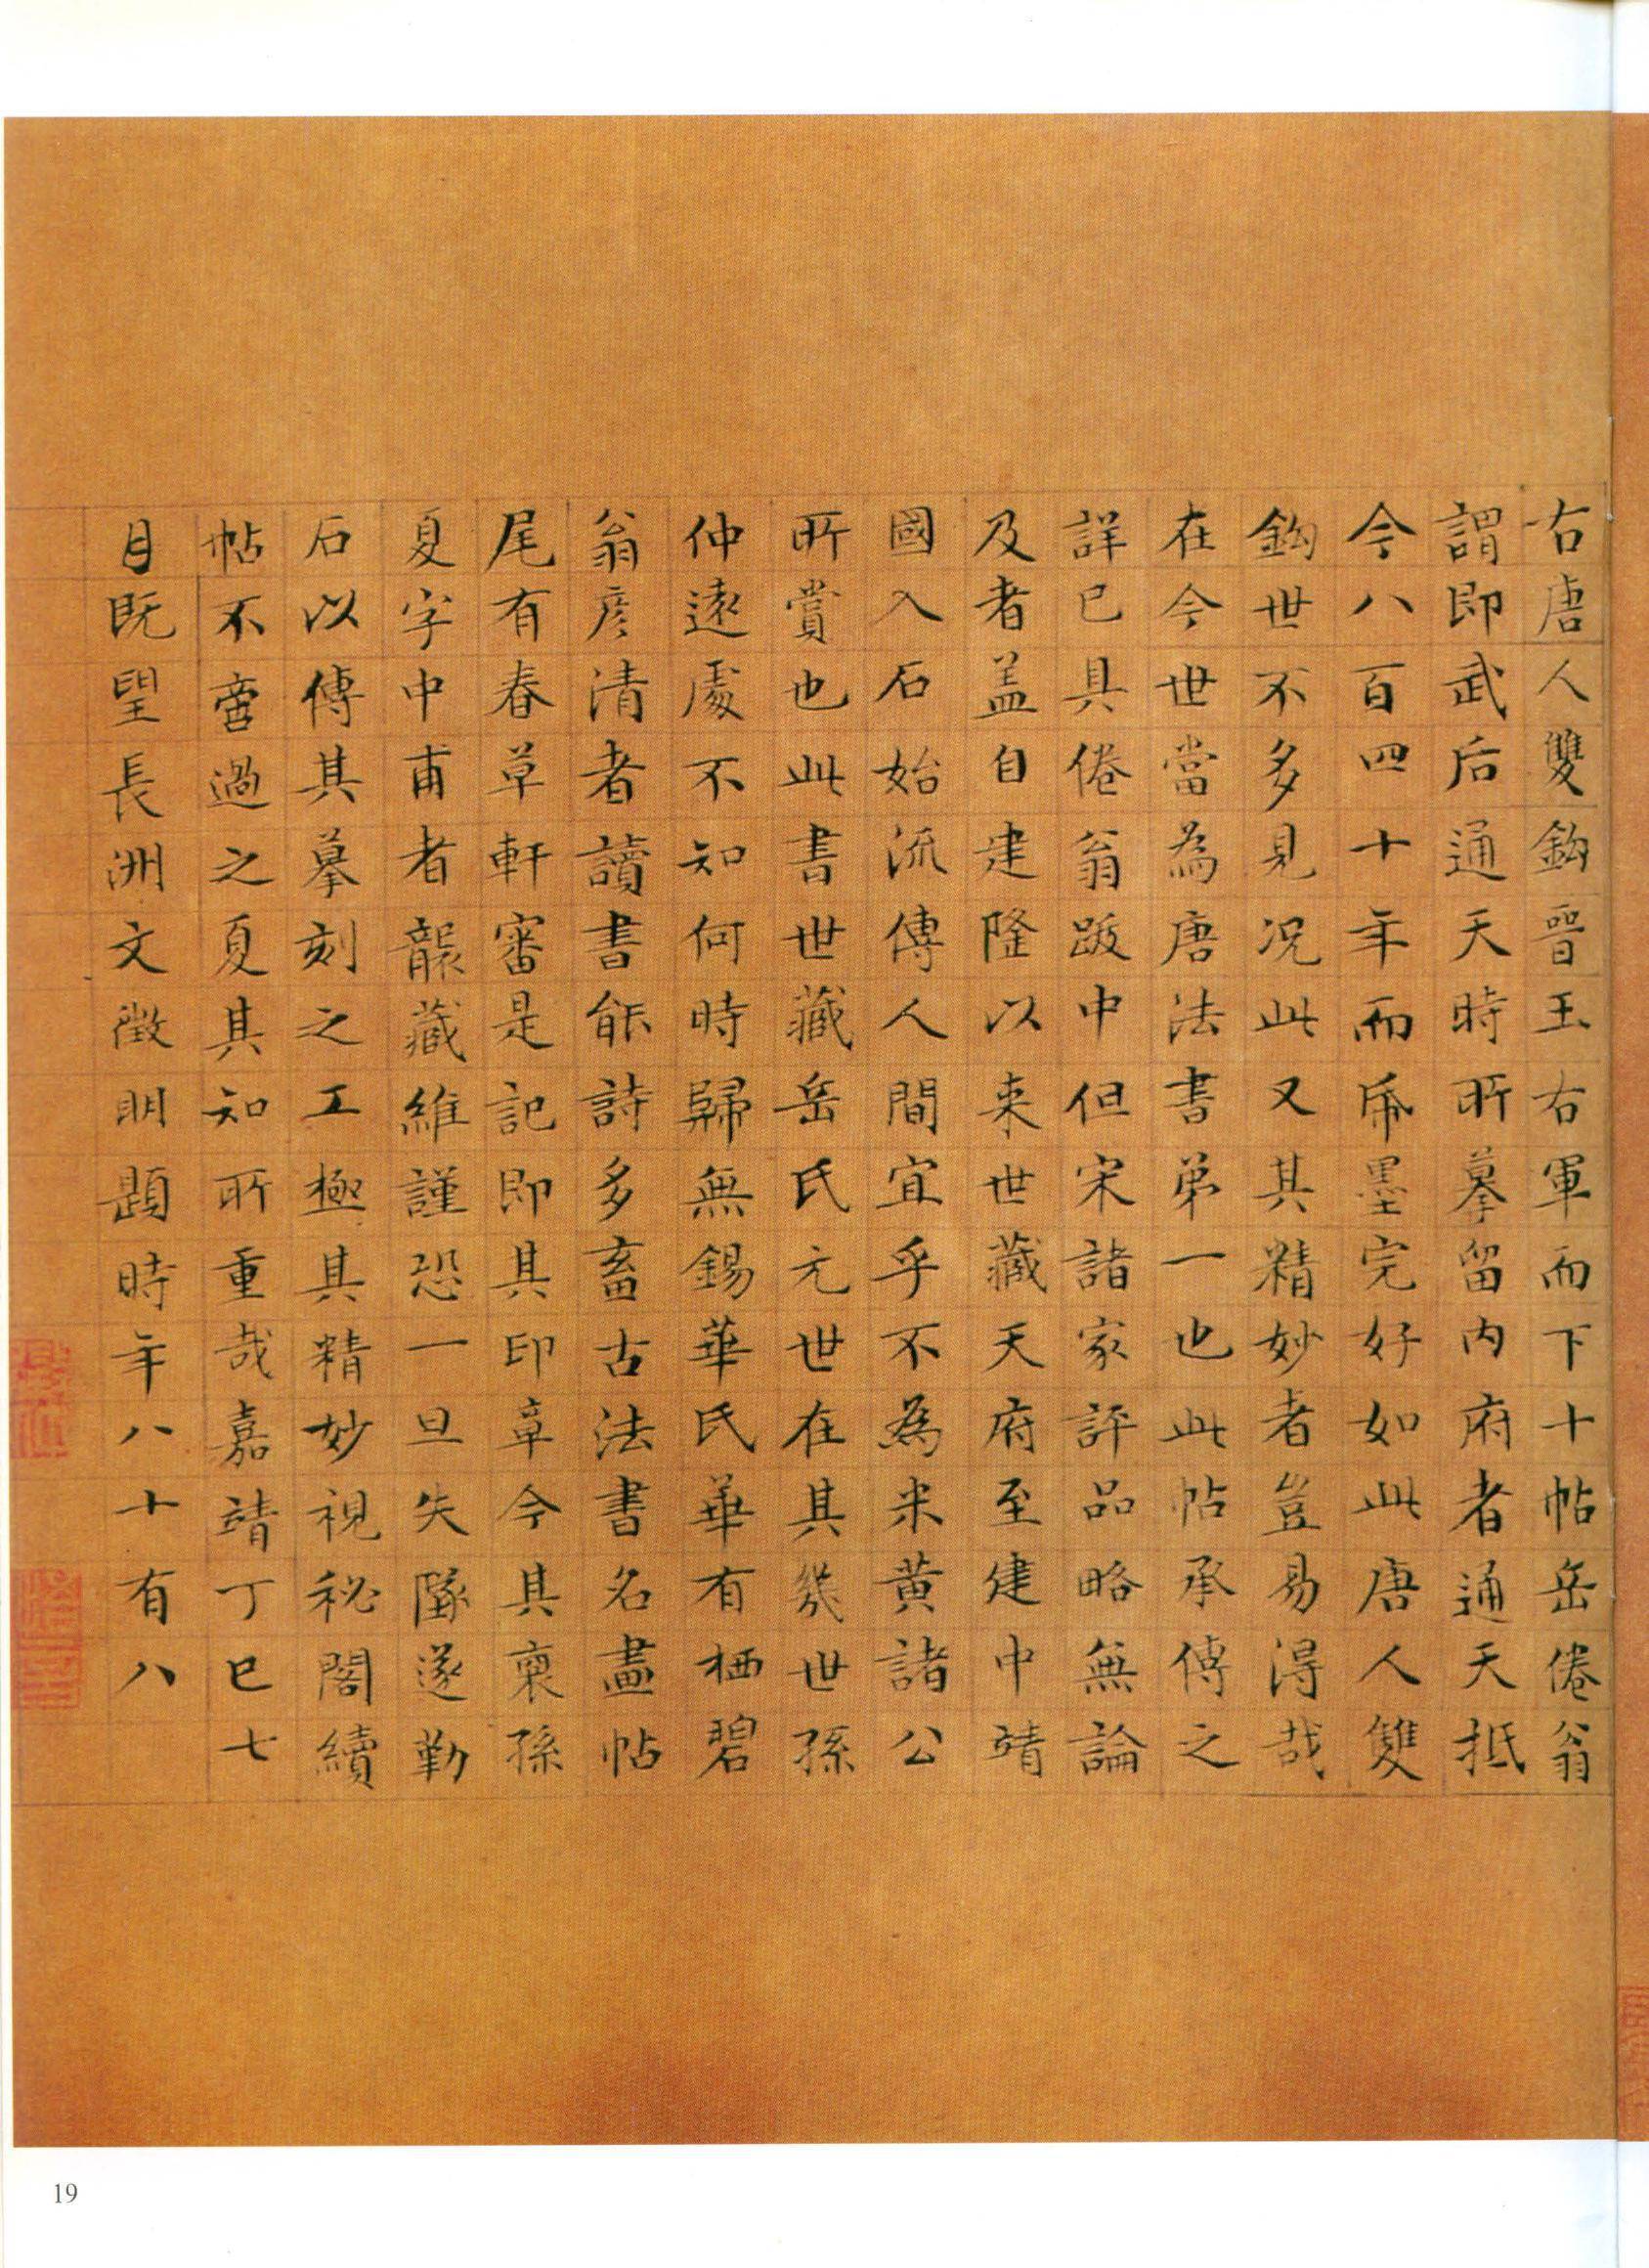 右唐人雙鈎晉王右軍而下十帖岳倦翁
謂即武后通天時所摹留內府者通天抵
今八百四十年而帋墨完好如此唐人雙
鈎世不多見况此又其精妙者豈易得哉
在今世當為唐法書第一也此帖承傳之
詳已具倦翁跋中但宋諸家評品略無論
及者盖自建隆以来世藏天府至建中靖
國入石始流傳人間宜乎不為米黃諸公
所賞也此書世藏岳氏元世在其幾世孫
仲遠處不知何時歸無錫華氏華有栖碧
翁彥清者讀書能詩多畜古法書名畫帖
尾有春草軒審是記即其印章今其裔孫
夏字中甫者襲藏維謹恐一旦失墜遂勒
石以傳其摹刻之工極其精妙視秘閣續
帖不啻過之夏其知所重哉嘉靖丁巳七
月既望長洲文徵明題時年八十有八
19